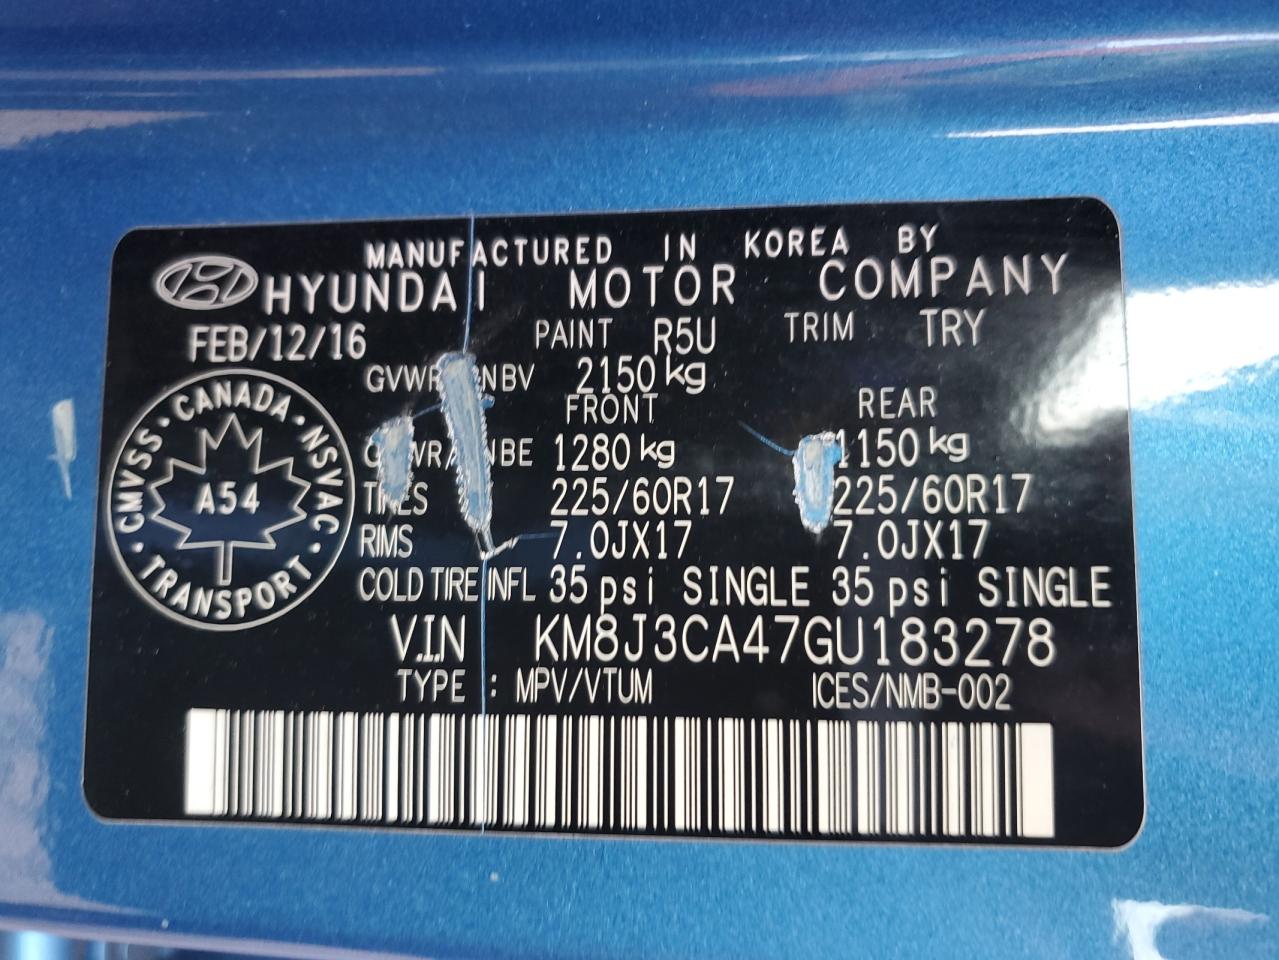 MANUFACTURED IN KOREA BY
HYUNDAI MOTOR COMPANY
FEB/12/16 PAINT R5U TRIM TRY
GVWR NBV 2150 kg
FRONT REAR
1280 kg 1150 kg
225/60R17 225/60R17
RIMS 7.0JX17 7.0JX17
COLD TIRE INFL 35 psi SINGLE 35 psi SINGLE
V.I.N KM8J3CA47GU183278
TYPE : MPV/VTUM ICES/NMB-002
CANADA · NSVAC · TRANSPORT · CMVSS ·
A54